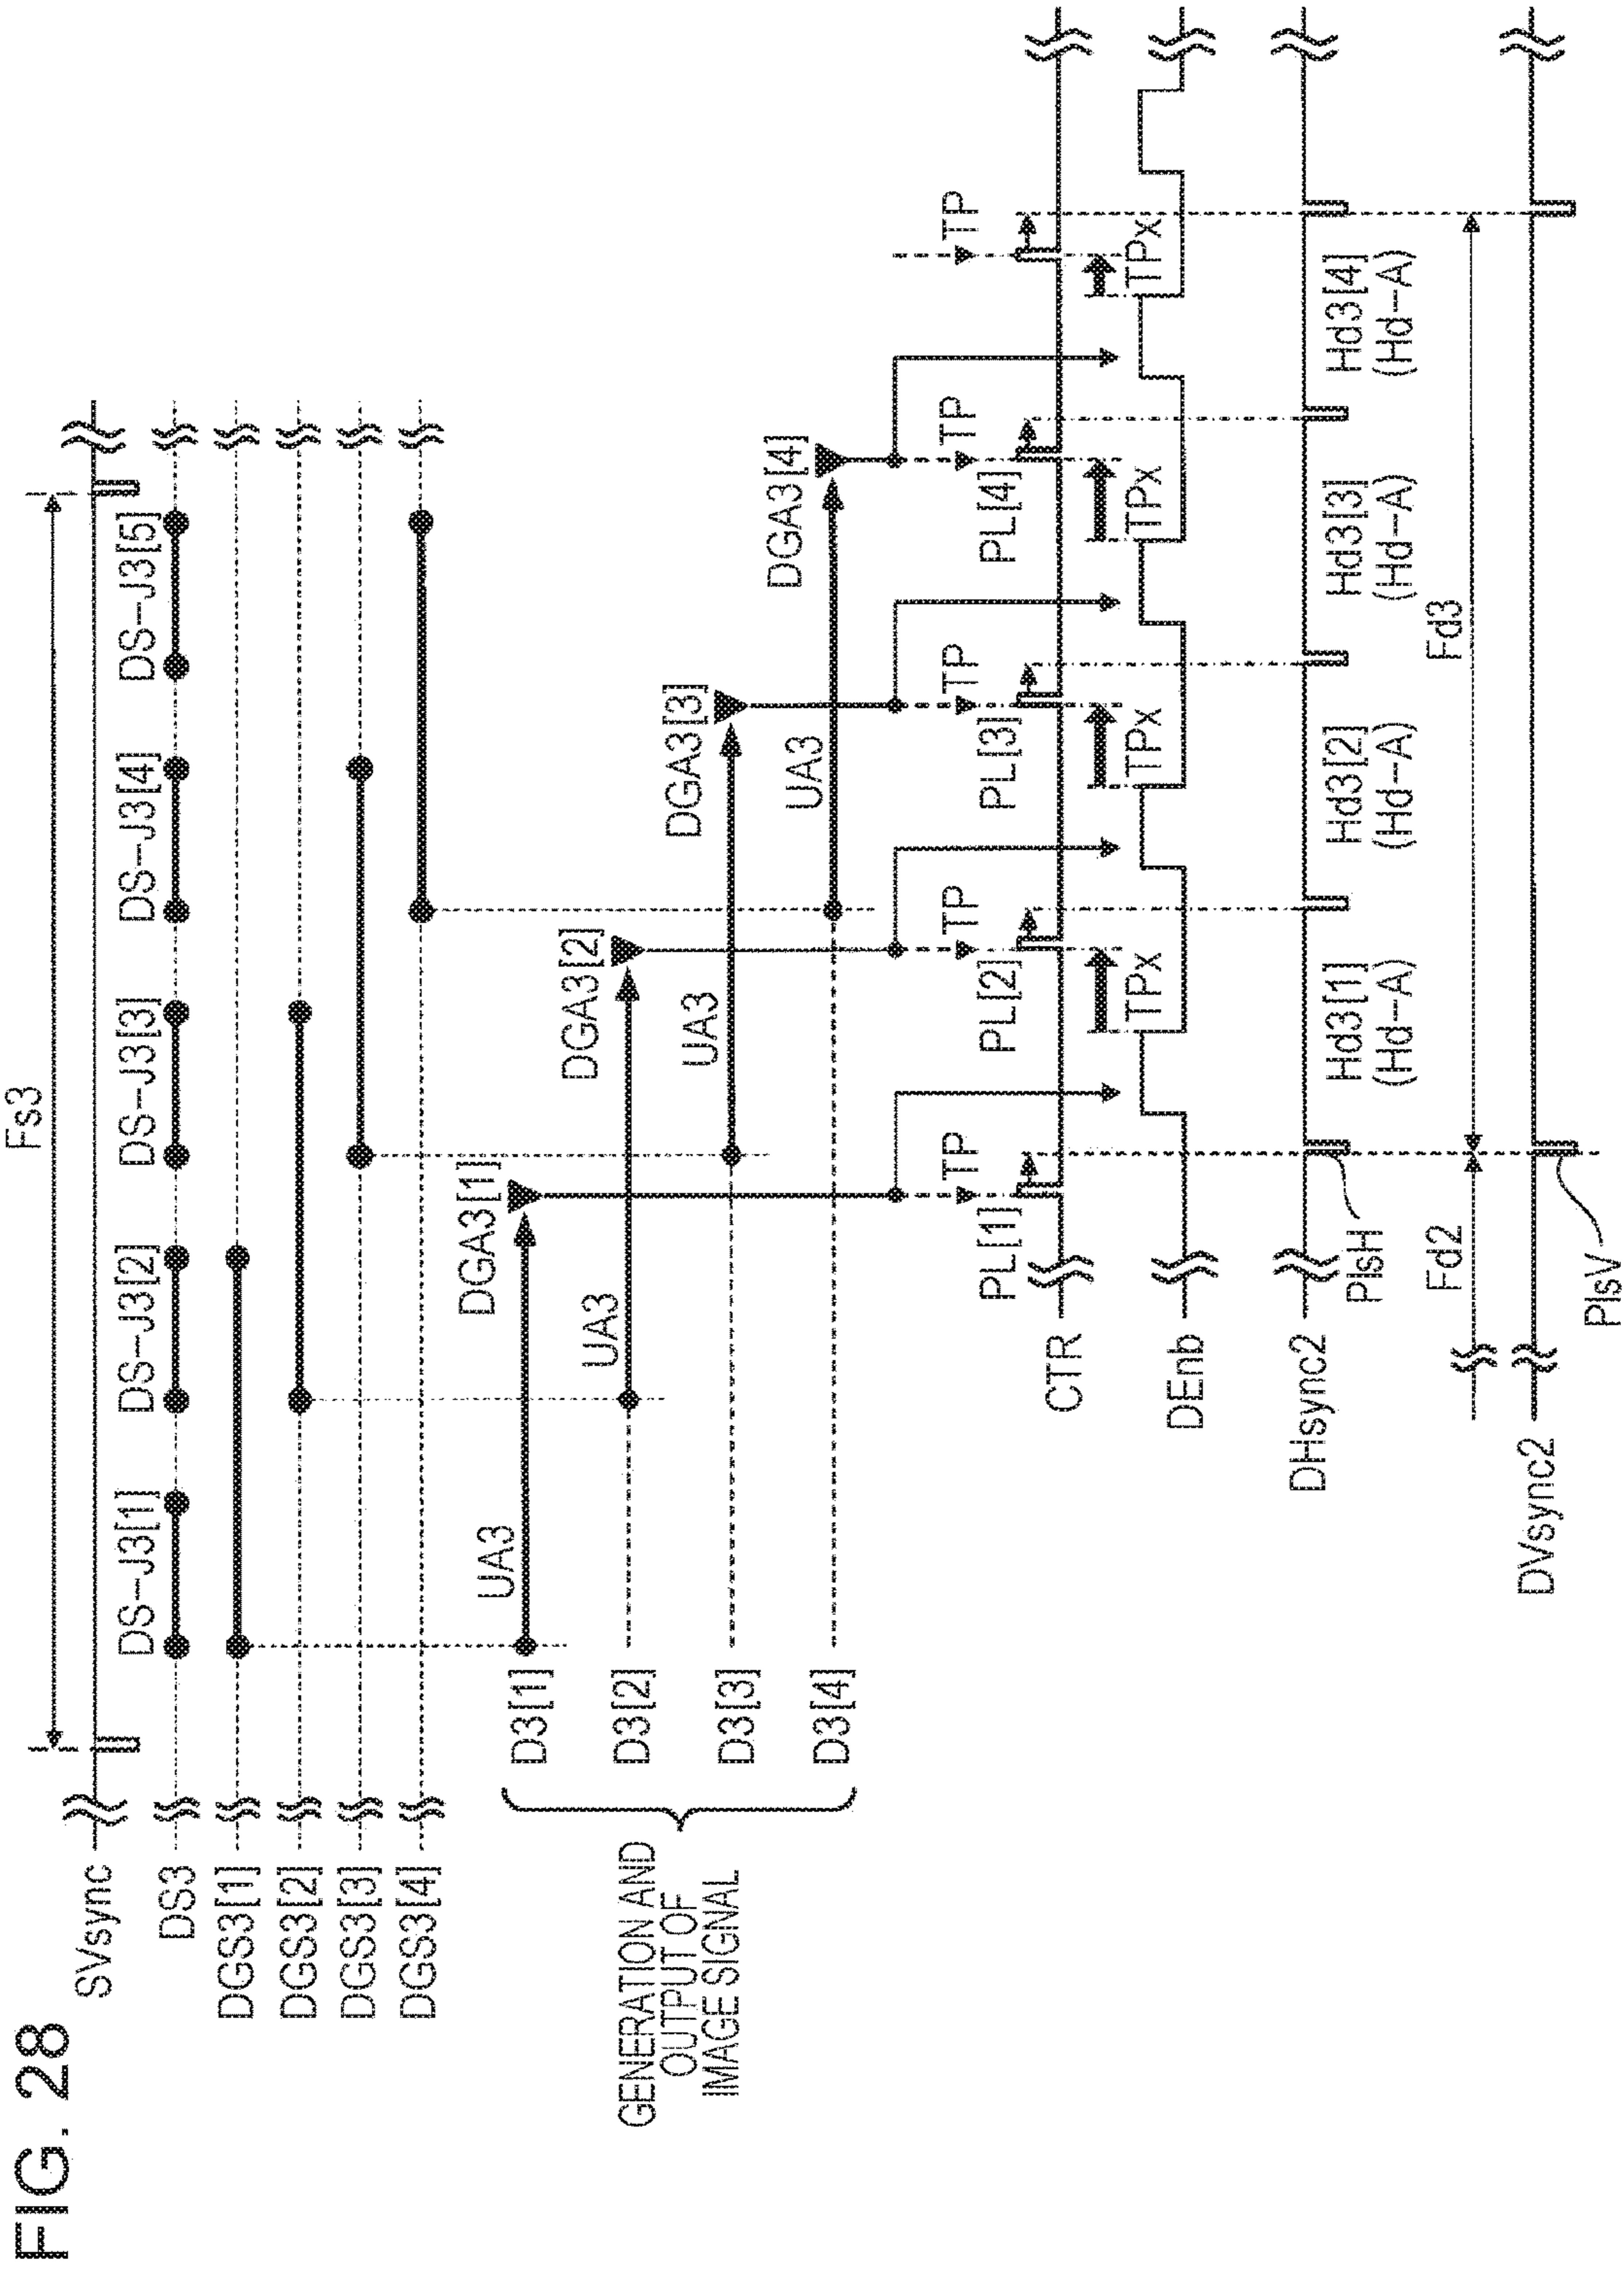 FIG. 28
Fs3
SVsync
DS-J3[1] DS-J3[2] DS-J3[3] DS-J3[4] DS-J3[5]
DS3
DGS3[1]
DGS3[2]
DGS3[3]
DGS3[4]
GENERATION AND
OUTPUT OF
IMAGE SIGNAL
DGA3[1]
D3[1] UA3
DGA3[2]
D3[2] UA3
DGA3[3]
D3[3] UA3
DGA3[4]
D3[4] UA3
TP TP TP TP TP
PL[1] PL[2] PL[3] PL[4]
CTR
TPx TPx TPx TPx
DEnb
DHsync2
PlsH
Hd3[1] Hd3[2] Hd3[3] Hd3[4]
(Hd-A) (Hd-A) (Hd-A) (Hd-A)
Fd2 Fd3
DVsync2
PlsV